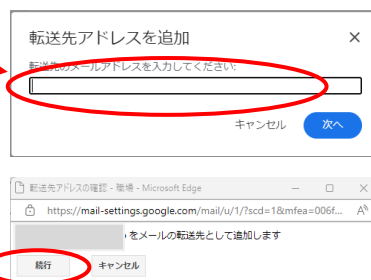 転送先アドレスを追加
転送先のメールアドレスを入力してください:
キャンセル 次へ
転送先アドレスの確認 - 職場 - Microsoft Edge
https://mail-settings.google.com/mail/u/1/?scd=1&mfea=006f...
をメールの転送先として追加します
続行 キャンセル